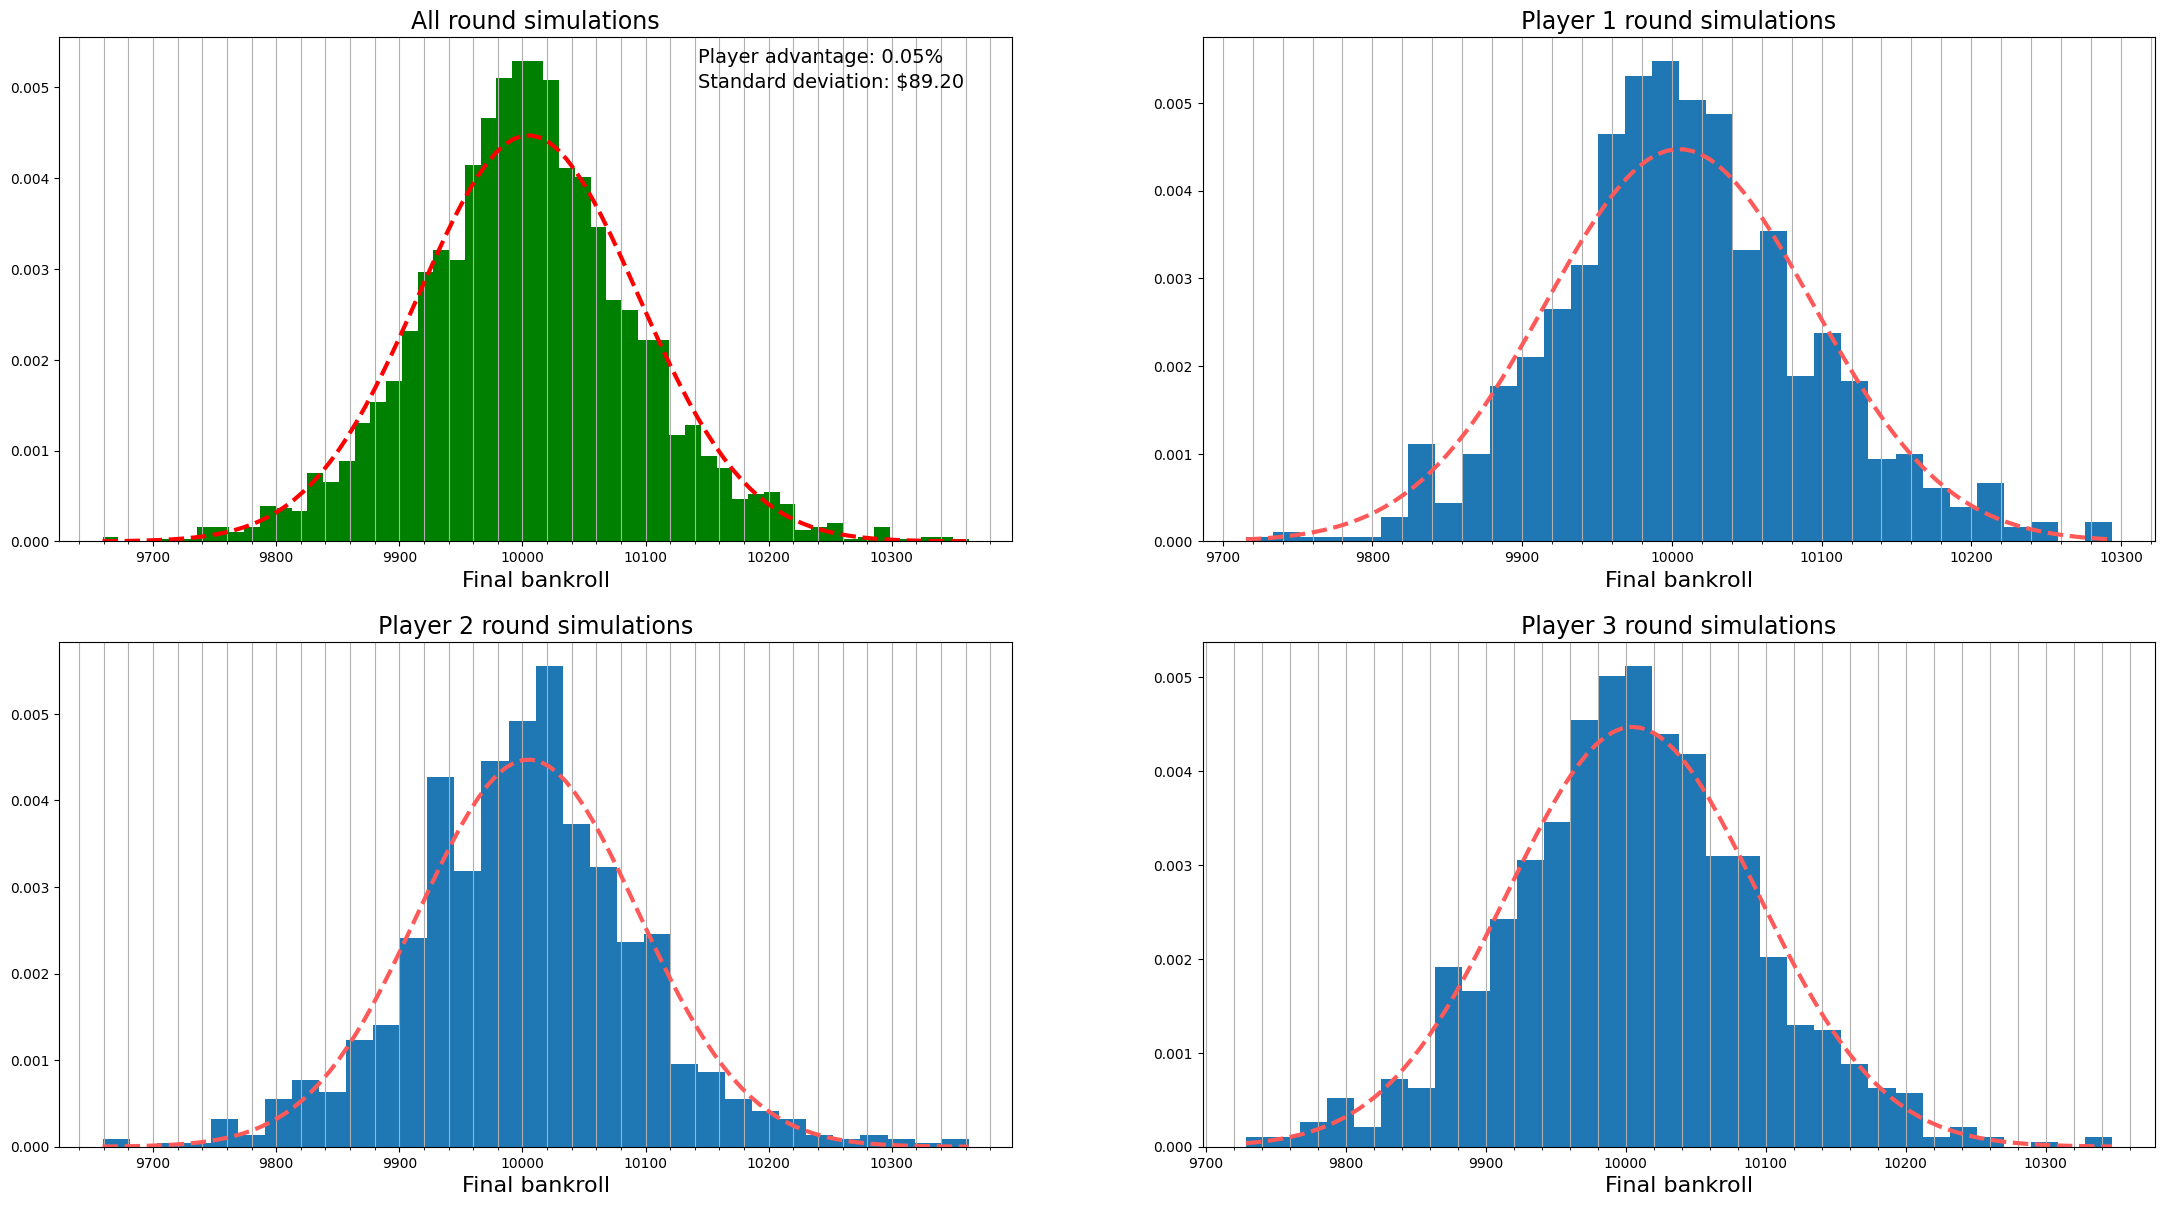 All round simulations
Player advantage: 0.05%
Standard deviation: $89.20
0.005
0.004
0.003
0.002
0.001
0.000
9700 9800 9900 10000 10100 10200 10300
Final bankroll
Player 1 round simulations
0.005
0.004
0.003
0.002
0.001
0.000
9700 9800 9900 10000 10100 10200 10300
Final bankroll
Player 2 round simulations
0.005
0.004
0.003
0.002
0.001
0.000
9700 9800 9900 10000 10100 10200 10300
Final bankroll
Player 3 round simulations
0.005
0.004
0.003
0.002
0.001
0.000
9700 9800 9900 10000 10100 10200 10300
Final bankroll